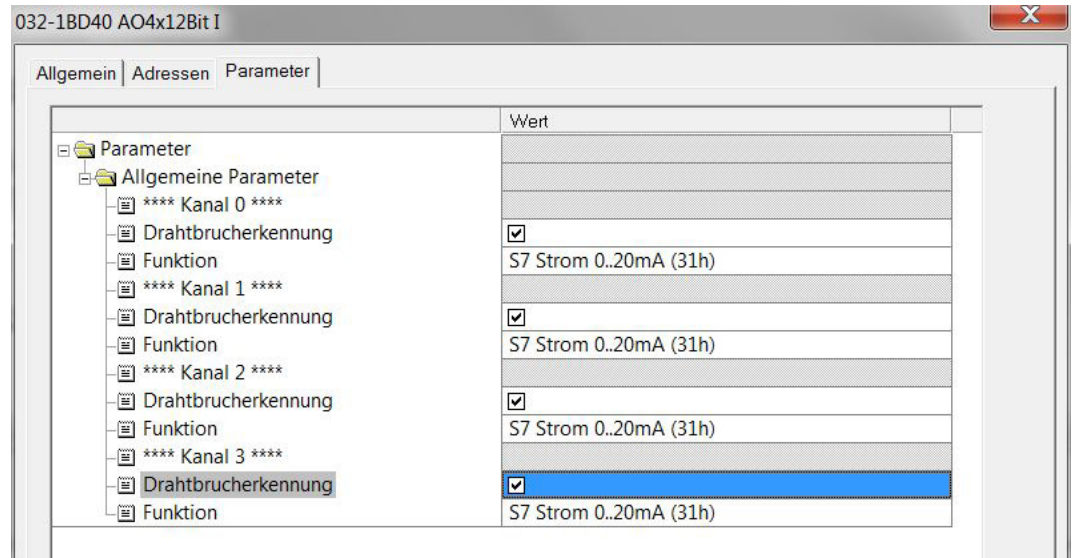 032-1BD40 AO4x12Bit I
Allgemein Adressen Parameter
Wert
Parameter
Allgemeine Parameter
**** Kanal 0 ****
Drahtbrucherkennung
Funktion S7 Strom 0..20mA (31h)
**** Kanal 1 ****
Drahtbrucherkennung
Funktion S7 Strom 0..20mA (31h)
**** Kanal 2 ****
Drahtbrucherkennung
Funktion S7 Strom 0..20mA (31h)
**** Kanal 3 ****
Drahtbrucherkennung
Funktion S7 Strom 0..20mA (31h)